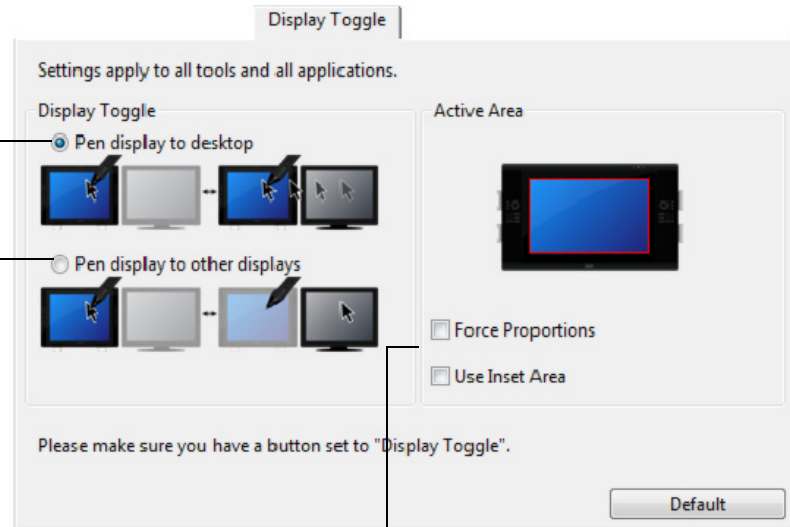 Display Toggle
Settings apply to all tools and all applications.
Display Toggle
Pen display to desktop
Pen display to other displays
Active Area
Force Proportions
Use Inset Area
Please make sure you have a button set to "Display Toggle".
Default